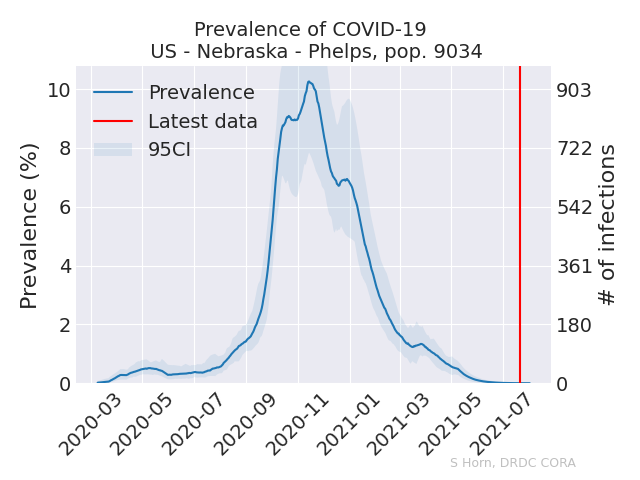 Prevalence of COVID-19
US - Nebraska - Phelps, pop. 9034
Prevalence
Latest data
95CI
Prevalence (%)
10
8
6
4
2
0
# of infections
903
722
542
361
180
0
2020-03
2020-05
2020-07
2020-09
2020-11
2021-01
2021-03
2021-05
2021-07
S Horn, DRDC CORA